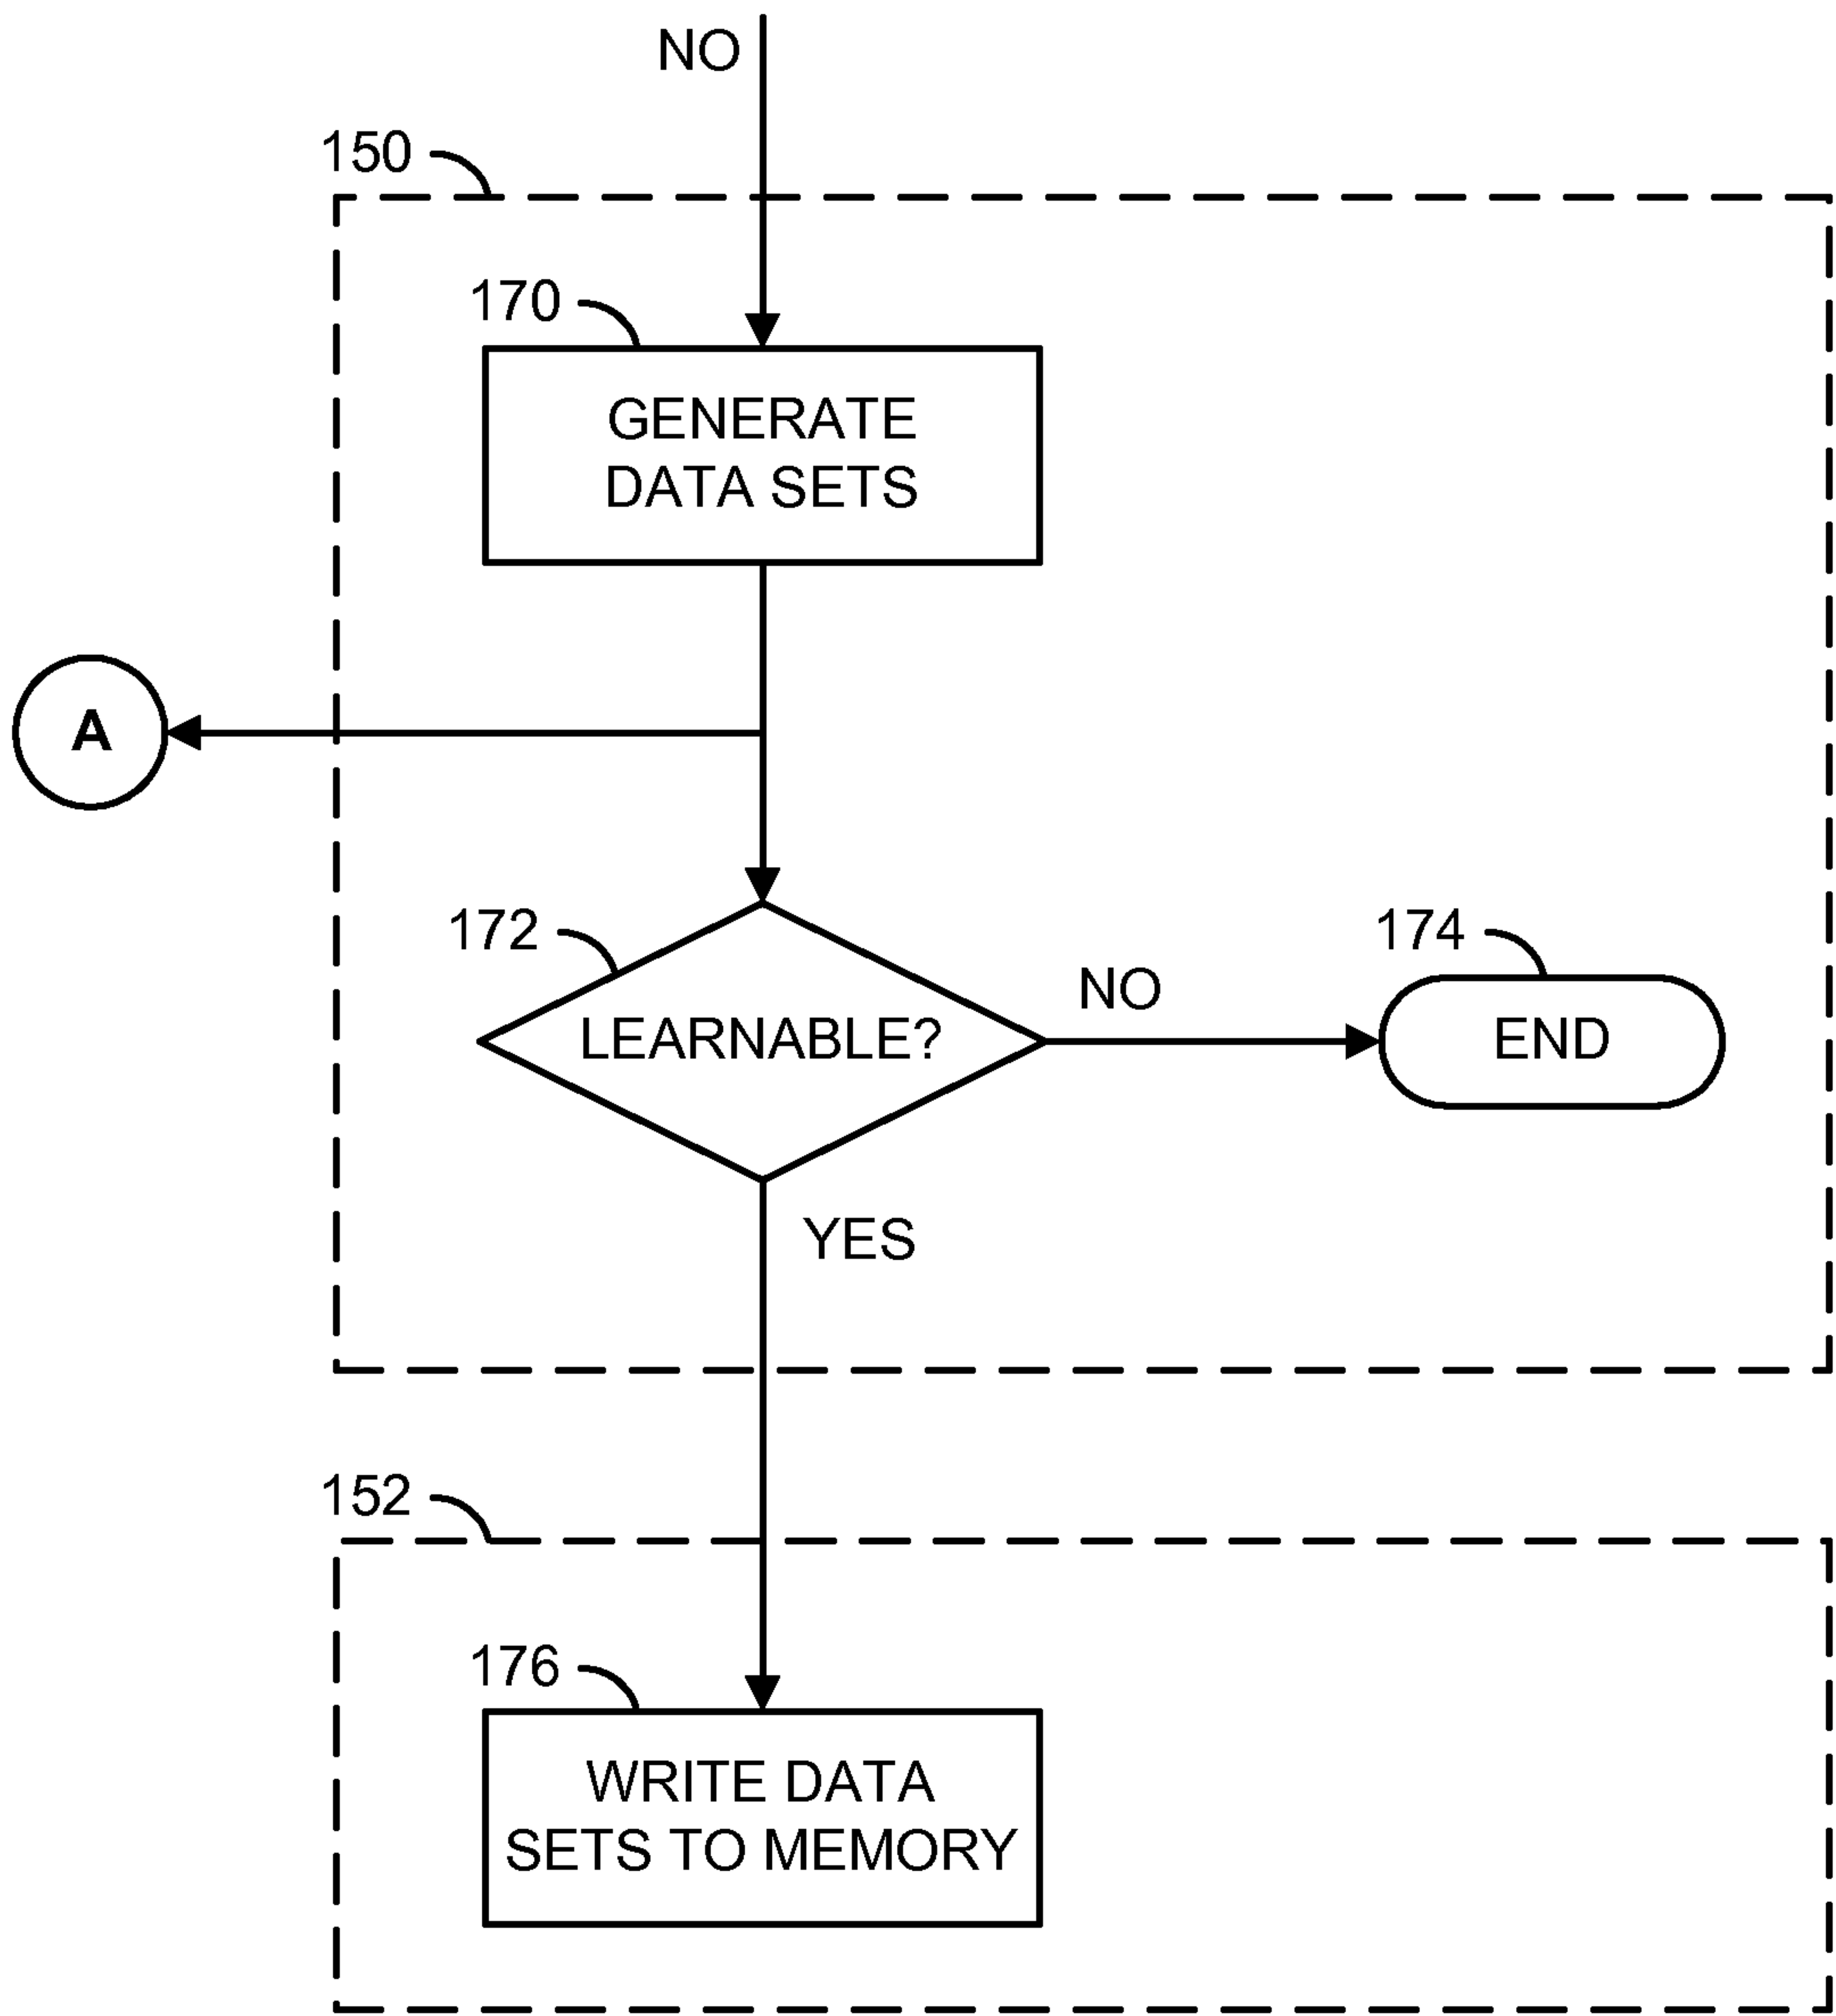 NO
150
170
GENERATE
DATA SETS
A
172
174
NO
LEARNABLE?
END
YES
152
176
WRITE DATA
SETS TO MEMORY